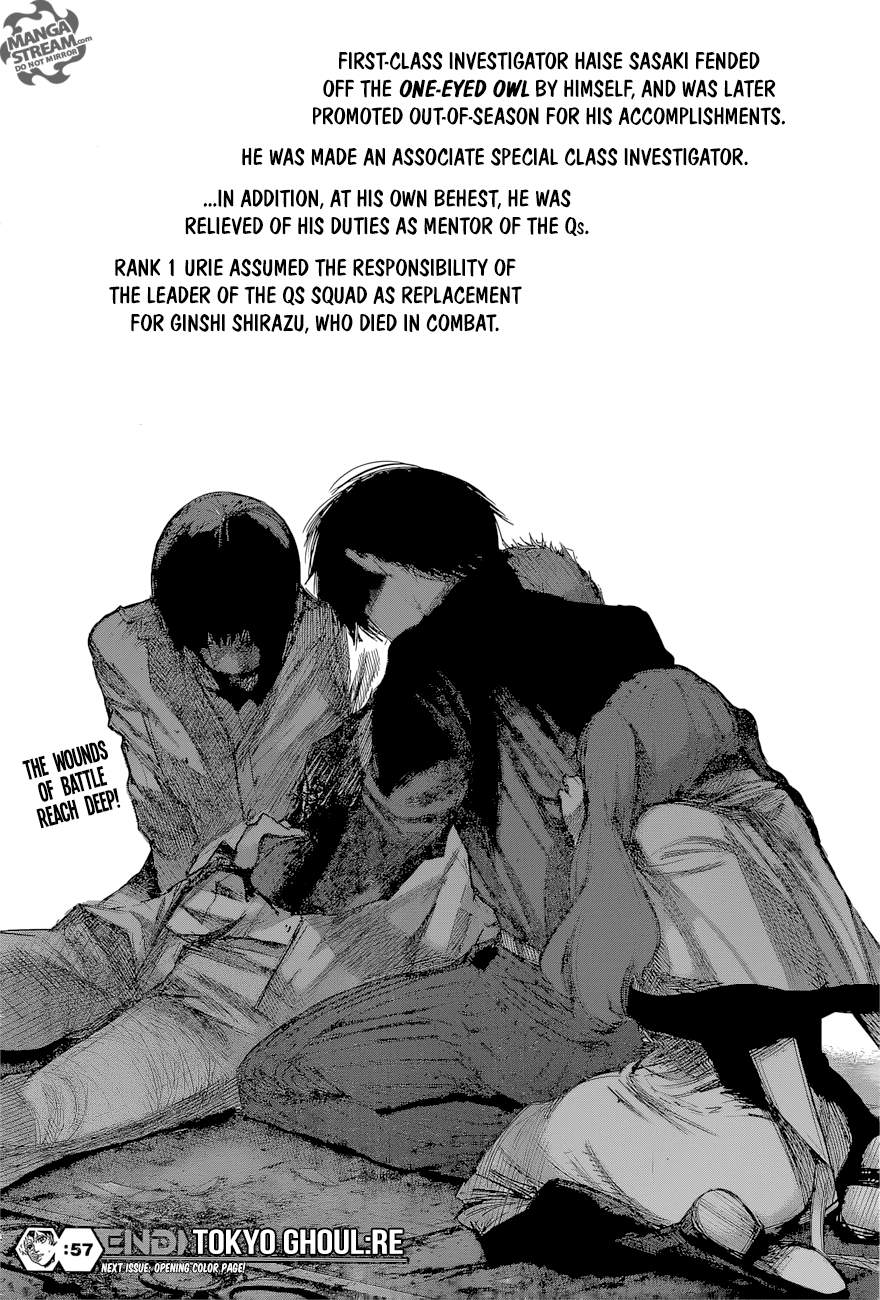 MANGA
STREAM.com
DO NOT MIRROR
FIRST-CLASS INVESTIGATOR HAISE SASAKI FENDED
OFF THE ONE-EYED OWL BY HIMSELF, AND WAS LATER
PROMOTED OUT-OF-SEASON FOR HIS ACCOMPLISHMENTS.
HE WAS MADE AN ASSOCIATE SPECIAL CLASS INVESTIGATOR.
...IN ADDITION, AT HIS OWN BEHEST, HE WAS
RELIEVED OF HIS DUTIES AS MENTOR OF THE Qs.
RANK 1 URIE ASSUMED THE RESPONSIBILITY OF
THE LEADER OF THE QS SQUAD AS REPLACEMENT
FOR GINSHI SHIRAZU, WHO DIED IN COMBAT.
THE WOUNDS
OF BATTLE
REACH DEEP!
:57 END TOKYO GHOUL:RE
NEXT ISSUE: OPENING COLOR PAGE!